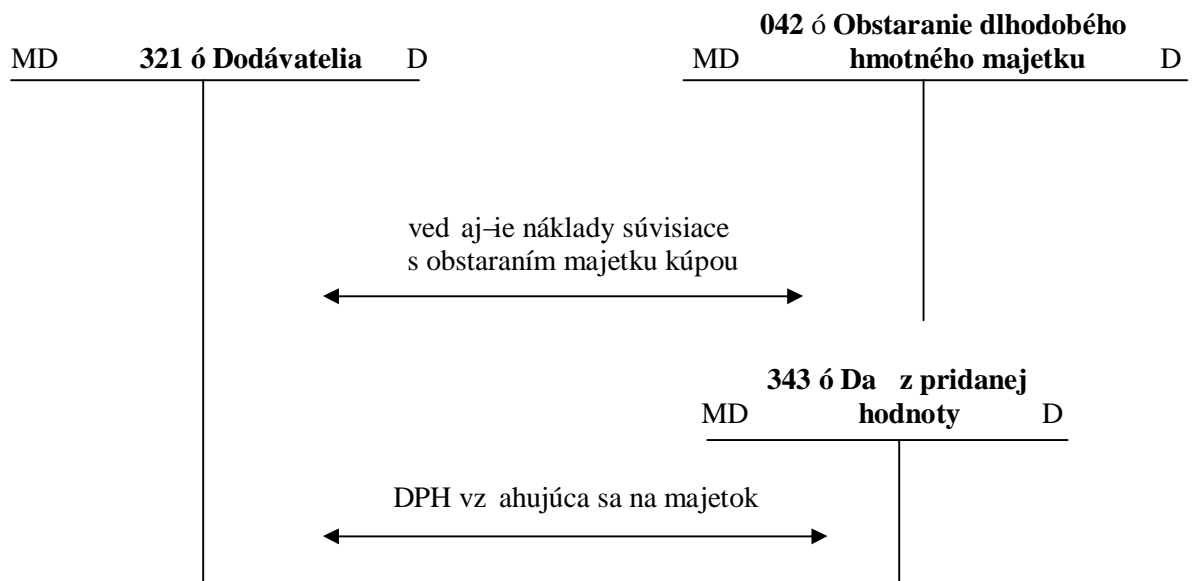 042 ó Obstaranie dlhodobého
MD 321 ó Dodávatelia D MD hmotného majetku D
ved aj–ie náklady súvisiace
s obstaraním majetku kúpou
343 ó Da z pridanej
MD hodnoty D
DPH vz ahujúca sa na majetok